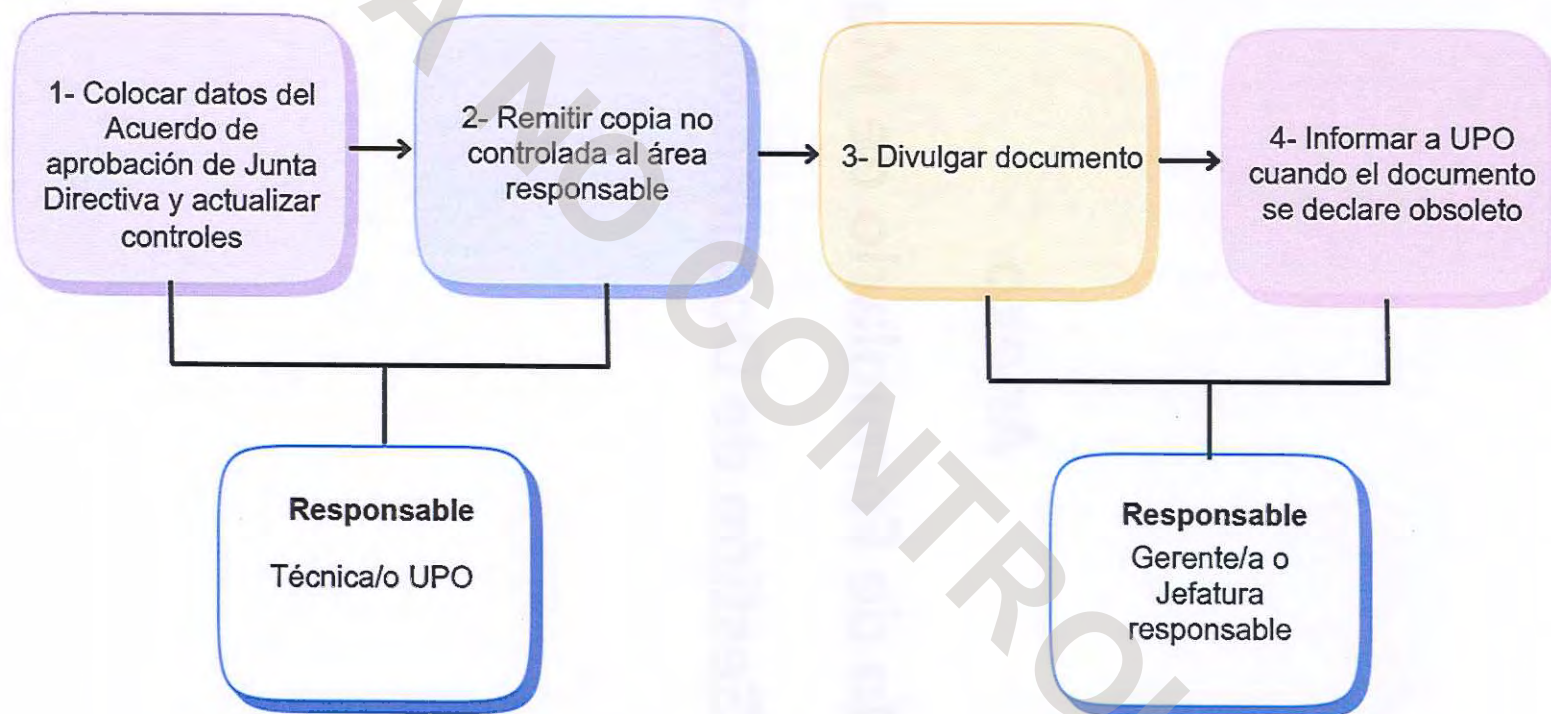 1- Colocar datos del
Acuerdo de
aprobación de Junta
Directiva y actualizar
controles
2- Remitir copia no
controlada al área
responsable
3- Divulgar documento
4- Informar a UPO
cuando el documento
se declare obsoleto
Responsable
Técnica/o UPO
Responsable
Gerente/a o
Jefatura
responsable
A NO CONTROL